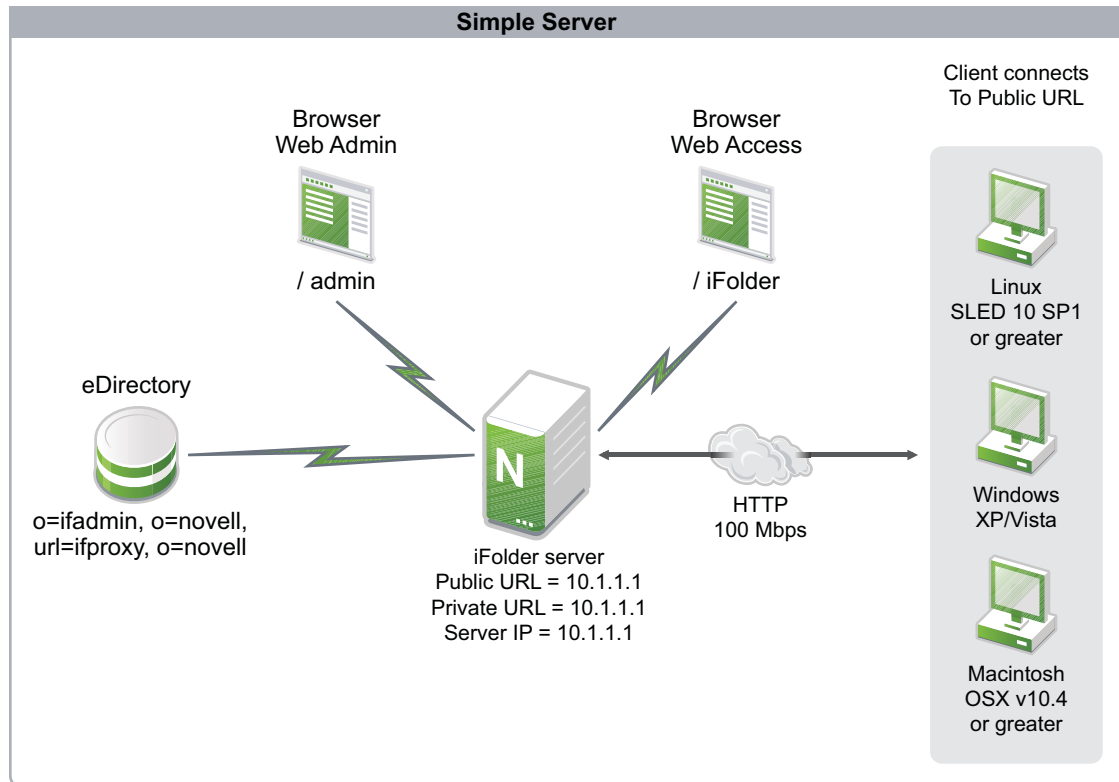 Simple Server
Client connects
To Public URL
Browser
Web Admin
/ admin
Browser
Web Access
/ iFolder
eDirectory
o=ifadmin, o=novell,
url=ifproxy, o=novell
N
iFolder server
Public URL = 10.1.1.1
Private URL = 10.1.1.1
Server IP = 10.1.1.1
HTTP
100 Mbps
Linux
SLED 10 SP1
or greater
Windows
XP/Vista
Macintosh
OSX v10.4
or greater